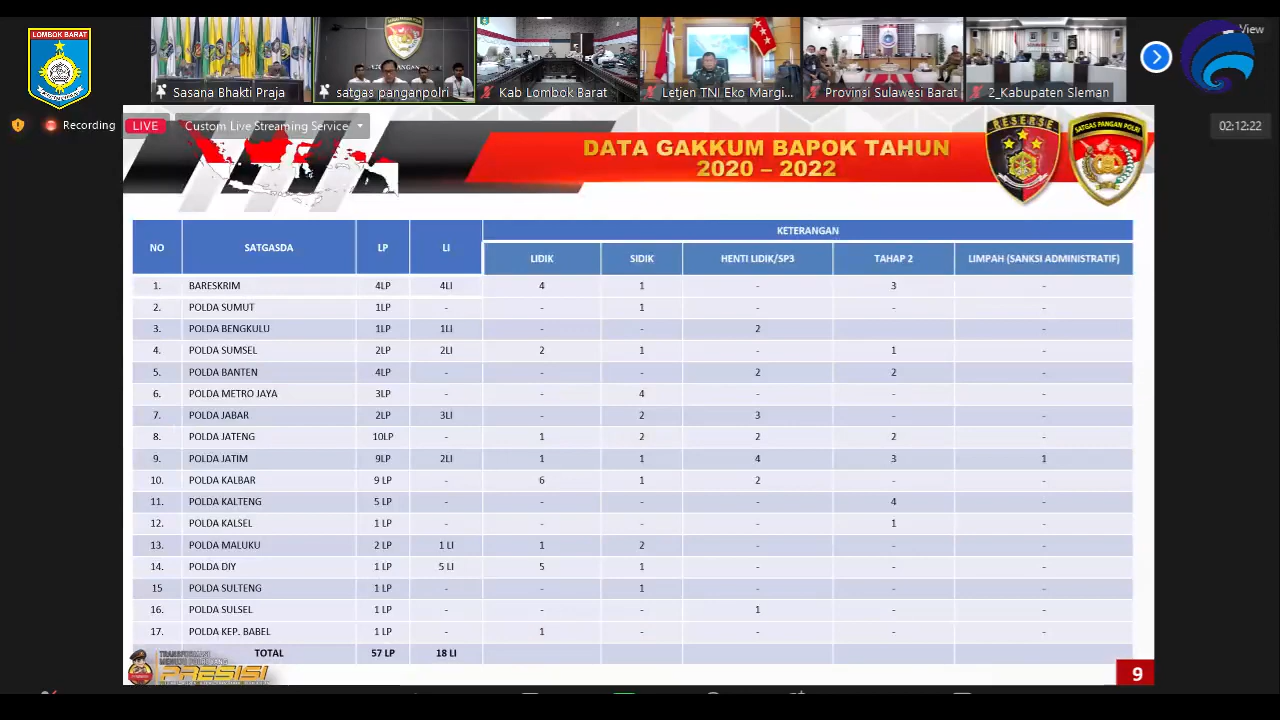 LOMBOK BARAT
Sasana Bhakti Praja
satgas panganpolri
Kab Lombok Barat
Letjen TNI Eko Margi...
Provinsi Sulawesi Barat
2_Kabupaten Sleman
View
Recording
LIVE
Custom Live Streaming Service
02:12:22
DATA GAKKUM BAPOK TAHUN
2020 – 2022
RESERSE
SATGAS PANGAN POLRI
NO SATGASDA LP LI KETERANGAN
LIDIK SIDIK HENTI LIDIK/SP3 TAHAP 2 LIMPAH (SANKSI ADMINISTRATIF)
1. BARESKRIM 4LP 4LI 4 1 - 3 -
2. POLDA SUMUT 1LP - - 1 - - -
3. POLDA BENGKULU 1LP 1LI - - 2 -
4. POLDA SUMSEL 2LP 2LI 2 1 - 1 -
5. POLDA BANTEN 4LP - - - 2 2 -
6. POLDA METRO JAYA 3LP - - 4 - - -
7. POLDA JABAR 2LP 3LI - 2 3 - -
8. POLDA JATENG 10LP - 1 2 2 2 -
9. POLDA JATIM 9LP 2LI 1 1 4 3 1
10. POLDA KALBAR 9 LP - 6 1 2 - -
11. POLDA KALTENG 5 LP - - - - 4 -
12. POLDA KALSEL 1 LP - - - - 1 -
13. POLDA MALUKU 2 LP 1 LI 1 2 - - -
14. POLDA DIY 1 LP 5 LI 5 1 - - -
15 POLDA SULTENG 1 LP - - 1 - - -
16. POLDA SULSEL 1 LP - - - 1 - -
17. POLDA KEP. BABEL 1 LP - 1 - - - -
TOTAL 57 LP 18 LI
TRANSFORMASI
PRESISI
9